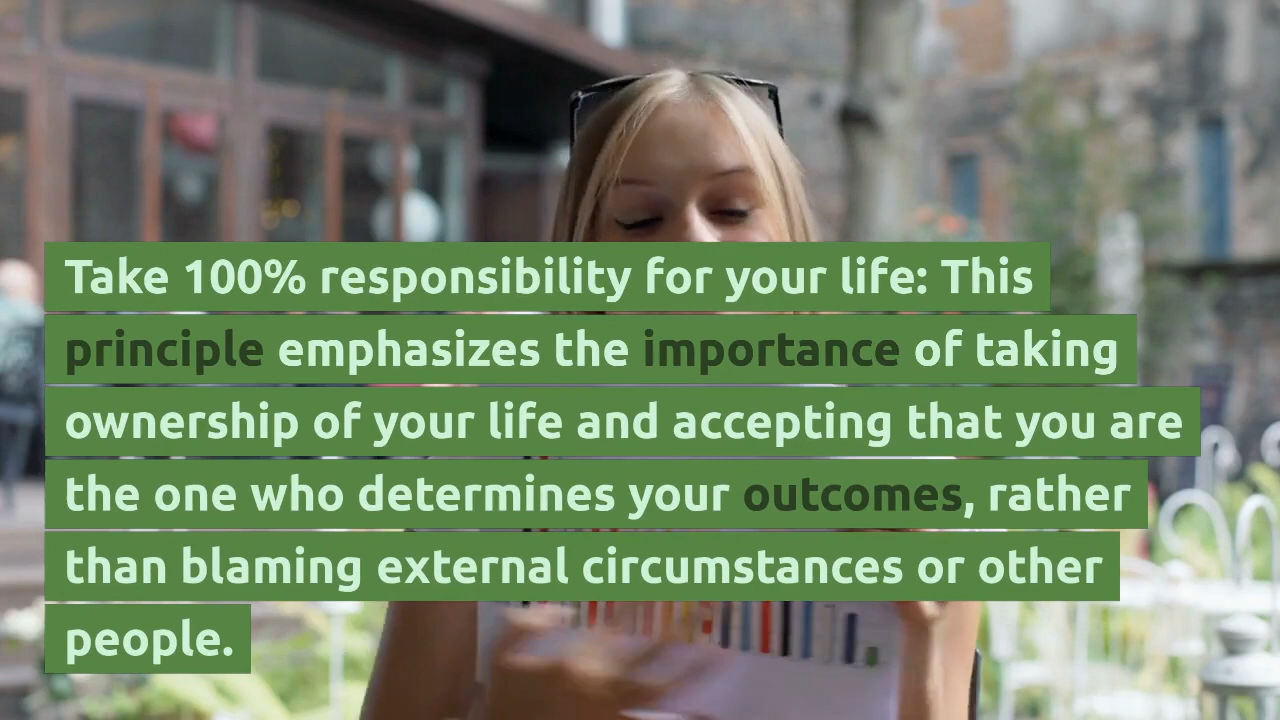 Take 100% responsibility for your life: This
principle emphasizes the importance of taking
ownership of your life and accepting that you are
the one who determines your outcomes, rather
than blaming external circumstances or other
people.